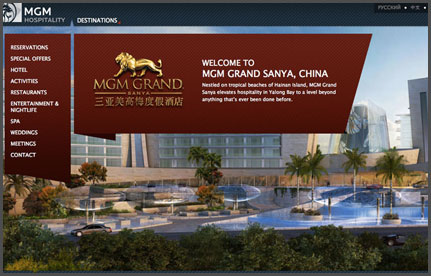 MGM
HOSPITALITY
DESTINATIONS
РУССКИЙ
中文
RESERVATIONS
SPECIAL OFFERS
HOTEL
ACTIVITIES
RESTAURANTS
ENTERTAINMENT &
NIGHTLIFE
SPA
WEDDINGS
MEETINGS
CONTACT
MGM GRAND
SANYA
三亚美高梅度假酒店
WELCOME TO
MGM GRAND SANYA, CHINA
Nestled on tropical beaches of Hainan Island, MGM Grand
Sanya elevates hospitality in Yalong Bay to a level beyond
anything that's ever been done before.